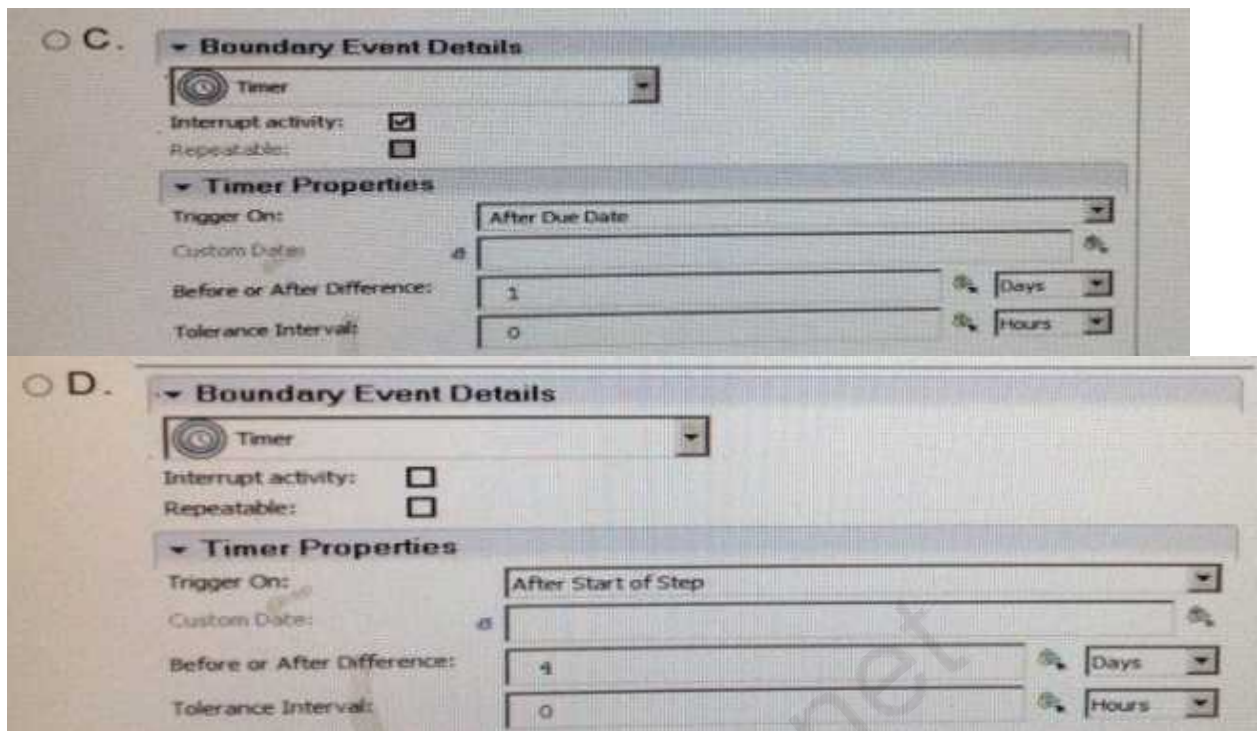 C.
Boundary Event Details
Timer
Interrupt activity:
Repeatable:
Timer Properties
Trigger On: After Due Date
Custom Date:
Before or After Difference: 1 Days
Tolerance Interval: 0 Hours
D.
Boundary Event Details
Timer
Interrupt activity:
Repeatable:
Timer Properties
Trigger On: After Start of Step
Custom Date:
Before or After Difference: 4 Days
Tolerance Interval: 0 Hours